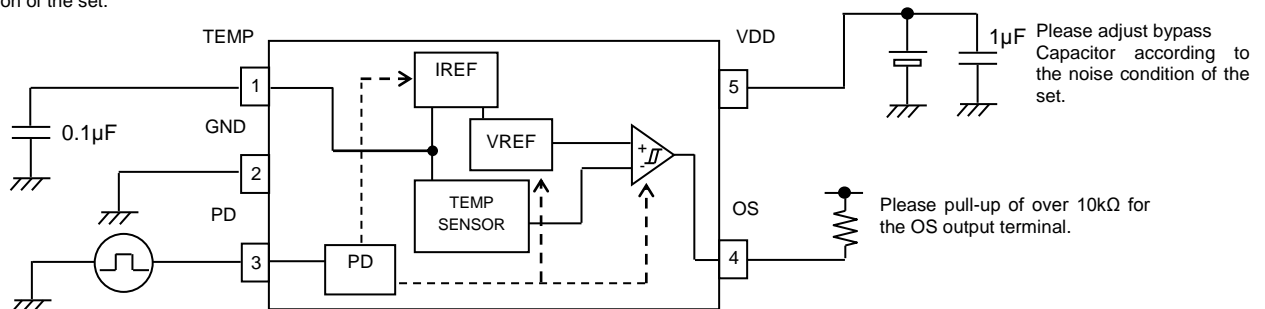 on of the set.
TEMP
VDD
1µF
Please adjust bypass
Capacitor according to
the noise condition of the
set.
IREF
1
5
0.1µF
GND
VREF
+
-
2
TEMP
SENSOR
PD
OS
Please pull-up of over 10kΩ for
the OS output terminal.
3
PD
4